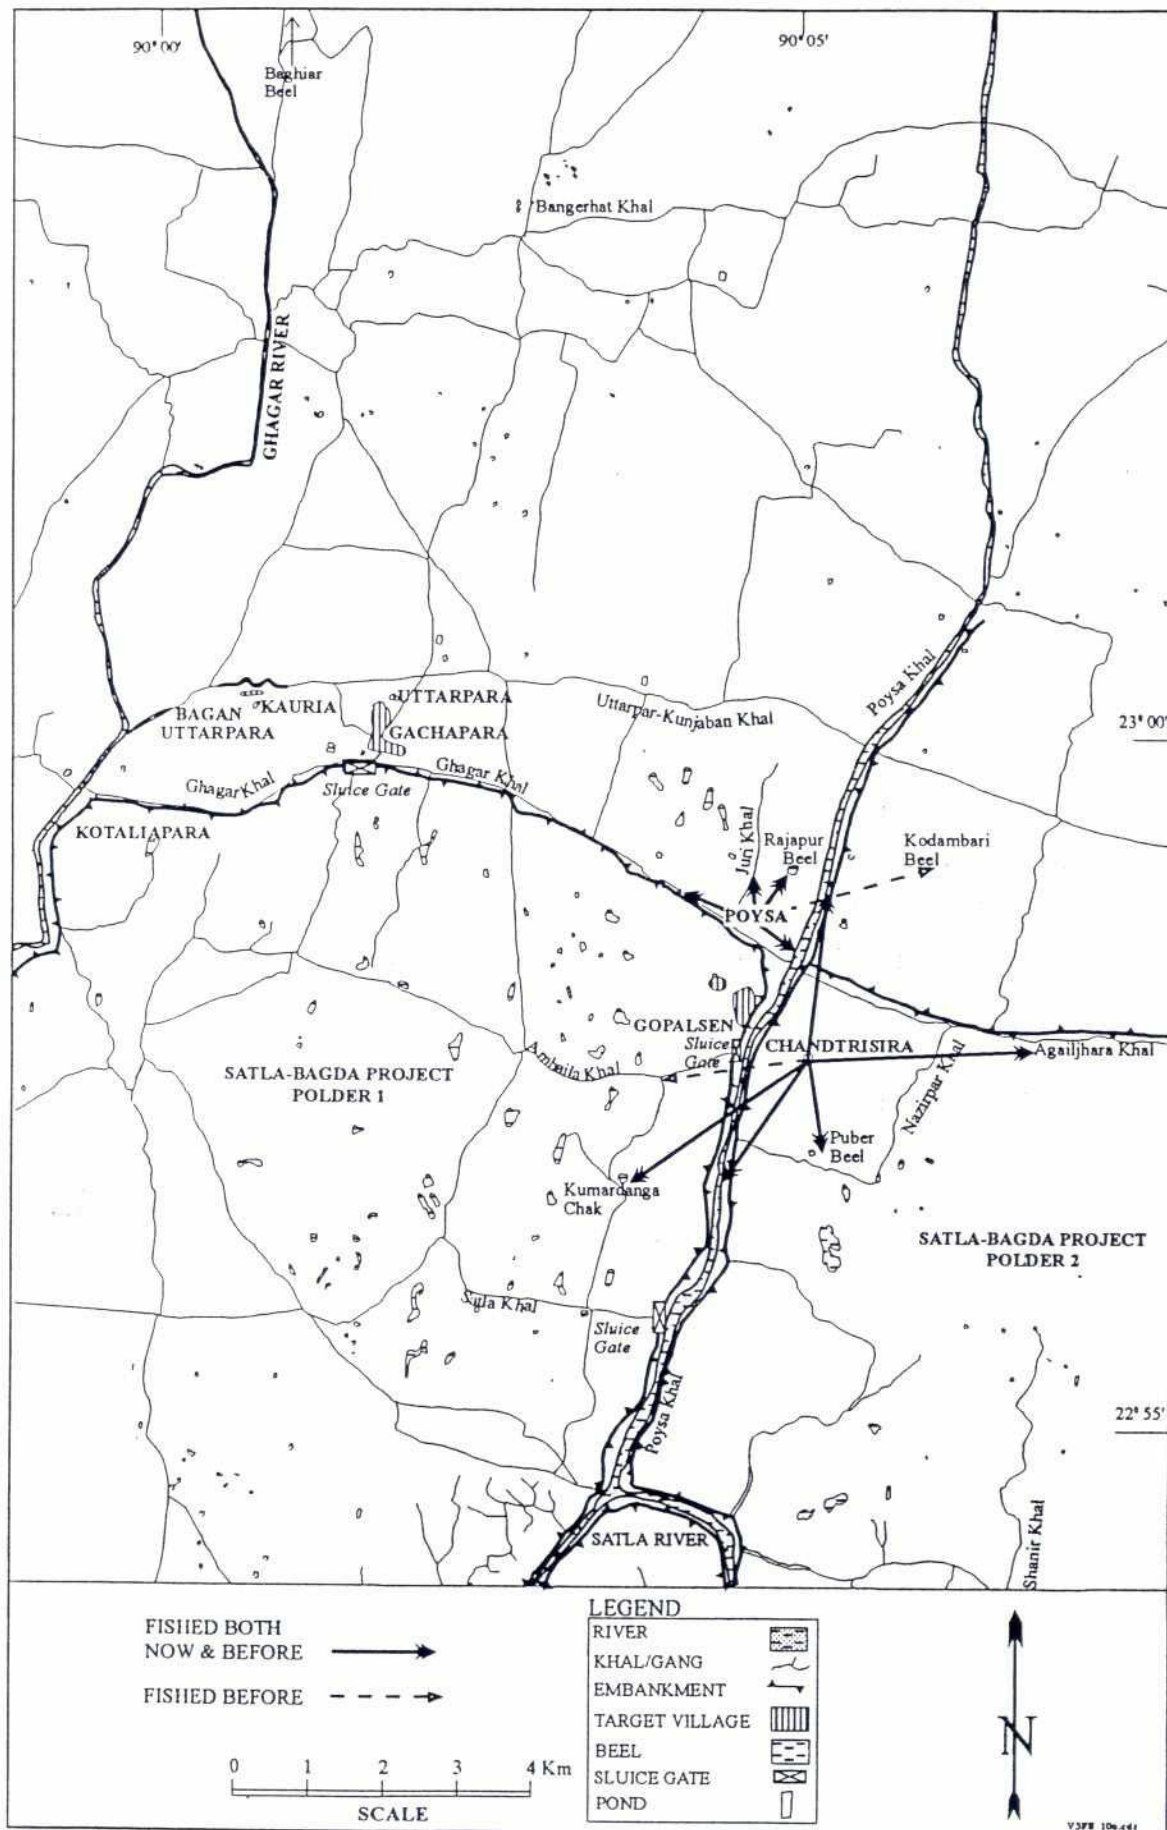 90° 00'
90° 05'
Baghiar
Beel
Bangerhat Khal
GHAGAR RIVER
Poysa Khal
UTTARPARA
KAURIA
BAGAN
UTTARPARA
GACHAPARA
Uttarpar-Kunjaban Khal
23° 00'
Ghagar Khal
Ghagar Khal
Sluice Gate
KOTALIAPARA
Juri Khal
Rajapur
Beel
Kodambari
Beel
POYSA
GOPALSEN
Sluice
Gate
CHANDTRISIRA
Ambaila Khal
Agailjhara Khal
Nazirpar Khal
SATLA-BAGDA PROJECT
POLDER 1
Puber
Beel
Kumardanga
Chak
SATLA-BAGDA PROJECT
POLDER 2
Satla Khal
Sluice
Gate
Poysa Khal
22° 55'
SATLA RIVER
Shanir Khal
FISHED BOTH
NOW & BEFORE
FISHED BEFORE
0 1 2 3 4 Km
SCALE
LEGEND
RIVER
KHAL/GANG
EMBANKMENT
TARGET VILLAGE
BEEL
SLUICE GATE
POND
N